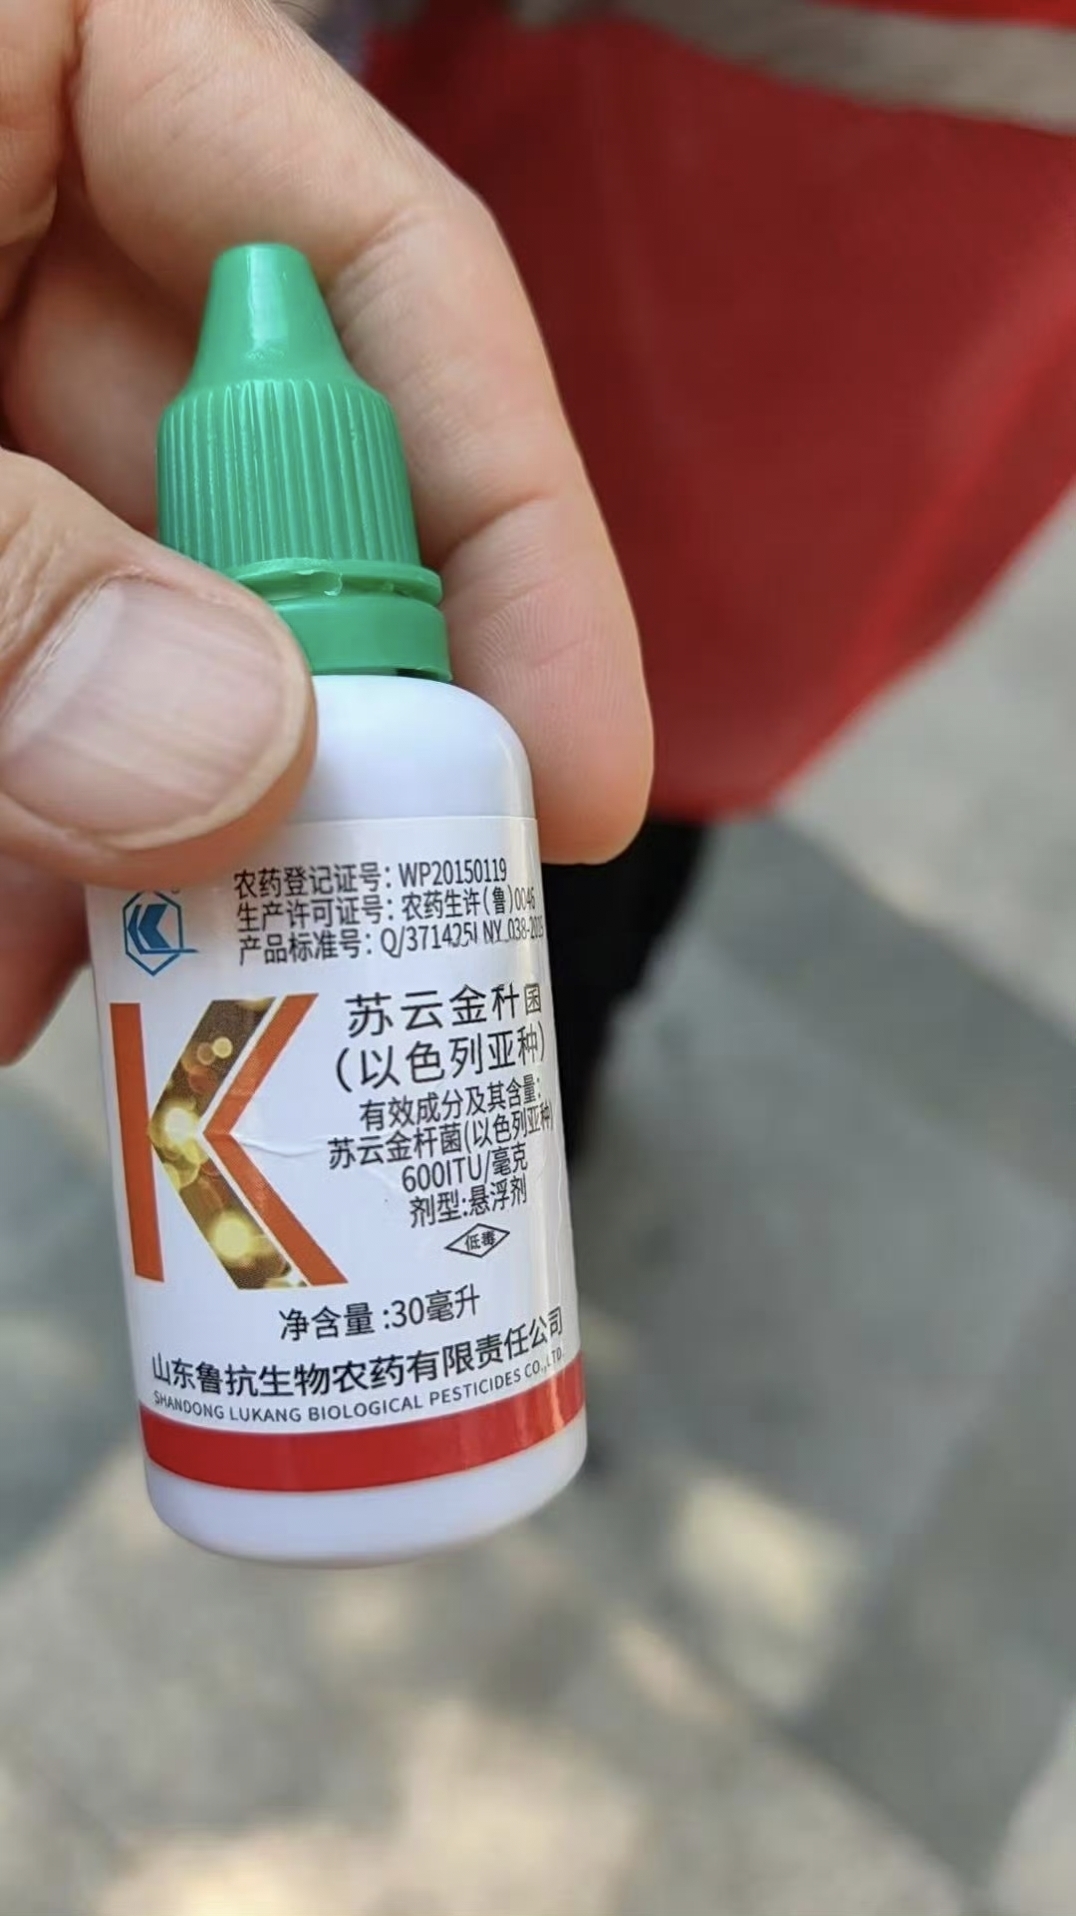 农药登记证号：WP20150119
生产许可证号：农药生许(鲁)0046
产品标准号：
苏云金杆菌
(以色列亚种)
有效成分及其含量：
苏云金杆菌(以色列亚种)
600ITU/毫克
剂型:悬浮剂
低毒
净含量:30毫升
山东鲁抗生物农药有限责任公司
SHANDONG LUKANG BIOLOGICAL PESTICIDES CO.,LTD.